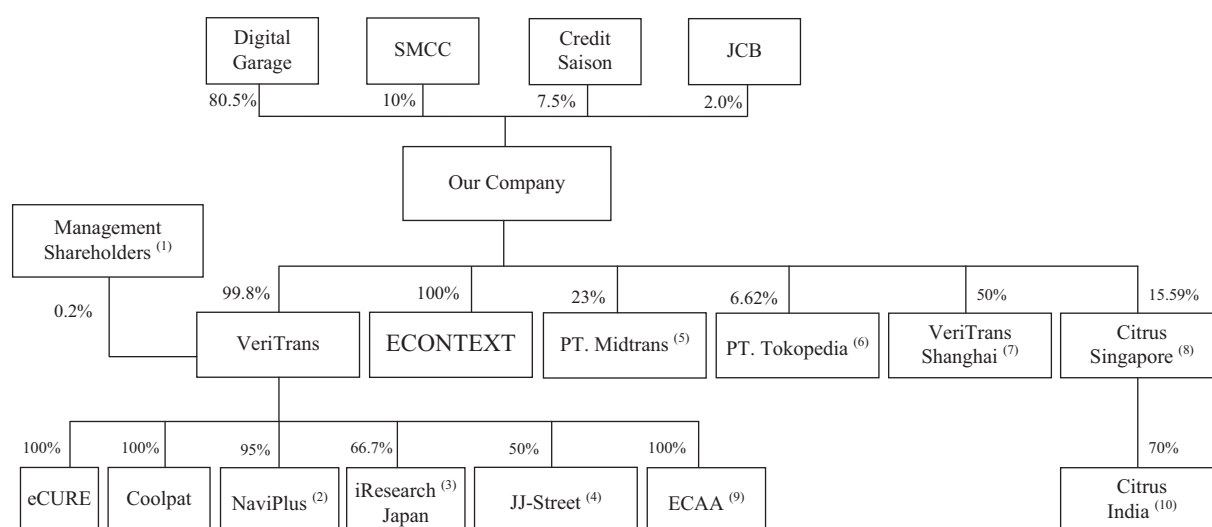 Digital
Garage
SMCC
Credit
Saison
JCB
80.5%
10%
7.5%
2.0%
Our Company
Management
Shareholders (1)
0.2%
99.8%
100%
23%
6.62%
50%
15.59%
VeriTrans
ECONTEXT
PT. Midtrans (5)
PT. Tokopedia (6)
VeriTrans
Shanghai (7)
Citrus
Singapore (8)
100%
100%
95%
66.7%
50%
100%
70%
eCURE
Coolpat
NaviPlus (2)
iResearch (3)
Japan
JJ-Street (4)
ECAA (9)
Citrus
India (10)